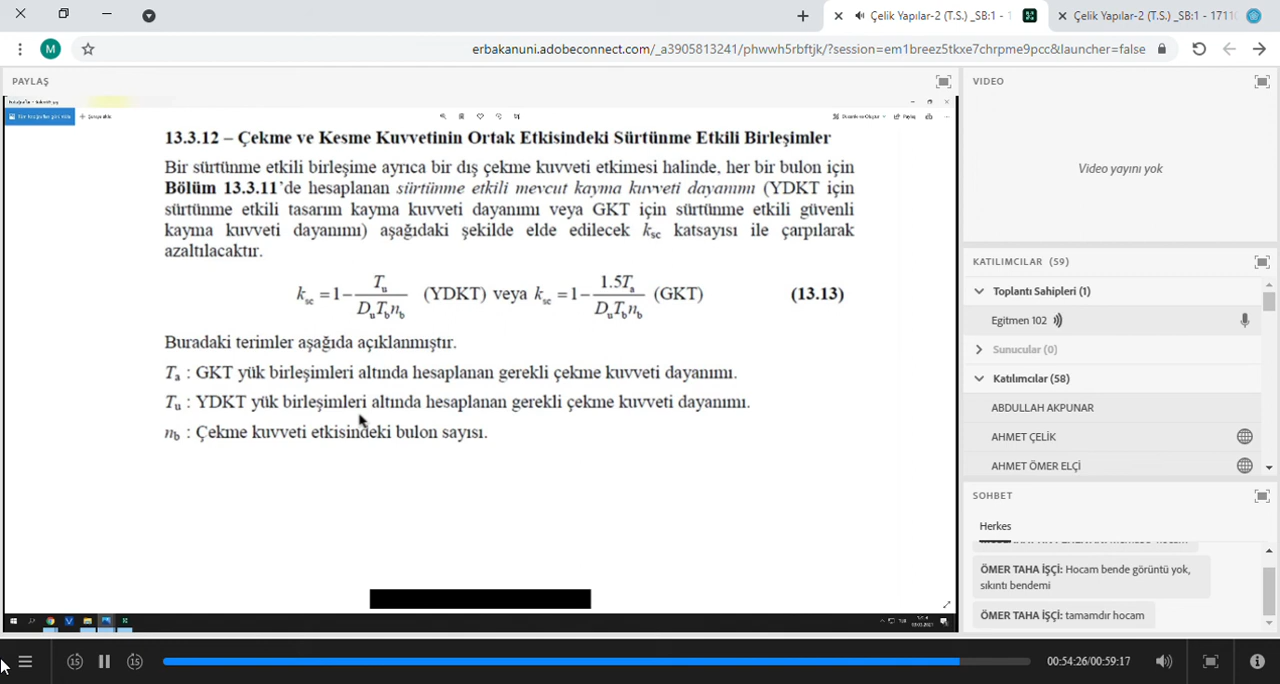 Çelik Yapılar-2 (T.S.) _SB:1 - 1
Çelik Yapılar-2 (T.S.) _SB:1 - 1711
M
erbakanuni.adobeconnect.com/_a3905813241/phwwh5rbftjk/?session=em1breez5tkxe7chrpme9pcc&launcher=false
PAYLAŞ
13.3.12 – Çekme ve Kesme Kuvvetinin Ortak Etkisindeki Sürtünme Etkili Birleşimler
Bir sürtünme etkili birleşime ayrıca bir dış çekme kuvveti etkimesi halinde, her bir bulon için
Bölüm 13.3.11'de hesaplanan sürtünme etkili mevcut kayma kuvveti dayanımı (YDKT için
sürtünme etkili tasarım kayma kuvveti dayanımı veya GKT için sürtünme etkili güvenli
kayma kuvveti dayanımı) aşağıdaki şekilde elde edilecek ksc katsayısı ile çarpılarak
azaltılacaktır.
ksc = 1 − Tu / DuTbnb (YDKT) veya ksc = 1 − 1.5Ta / DuTbnb (GKT) (13.13)
Buradaki terimler aşağıda açıklanmıştır.
Ta : GKT yük birleşimleri altında hesaplanan gerekli çekme kuvveti dayanımı.
Tu : YDKT yük birleşimleri altında hesaplanan gerekli çekme kuvveti dayanımı.
nb : Çekme kuvveti etkisindeki bulon sayısı.
VIDEO
Video yayını yok
KATILIMCILAR (59)
Toplantı Sahipleri (1)
Egitmen 102
Sunucular (0)
Katılımcılar (58)
ABDULLAH AKPUNAR
AHMET ÇELİK
AHMET ÖMER ELÇİ
SOHBET
Herkes
ÖMER TAHA İŞÇİ: Hocam bende görüntü yok,
sıkıntı bendemi
ÖMER TAHA İŞÇİ: tamamdır hocam
15
15
00:54:26/00:59:17